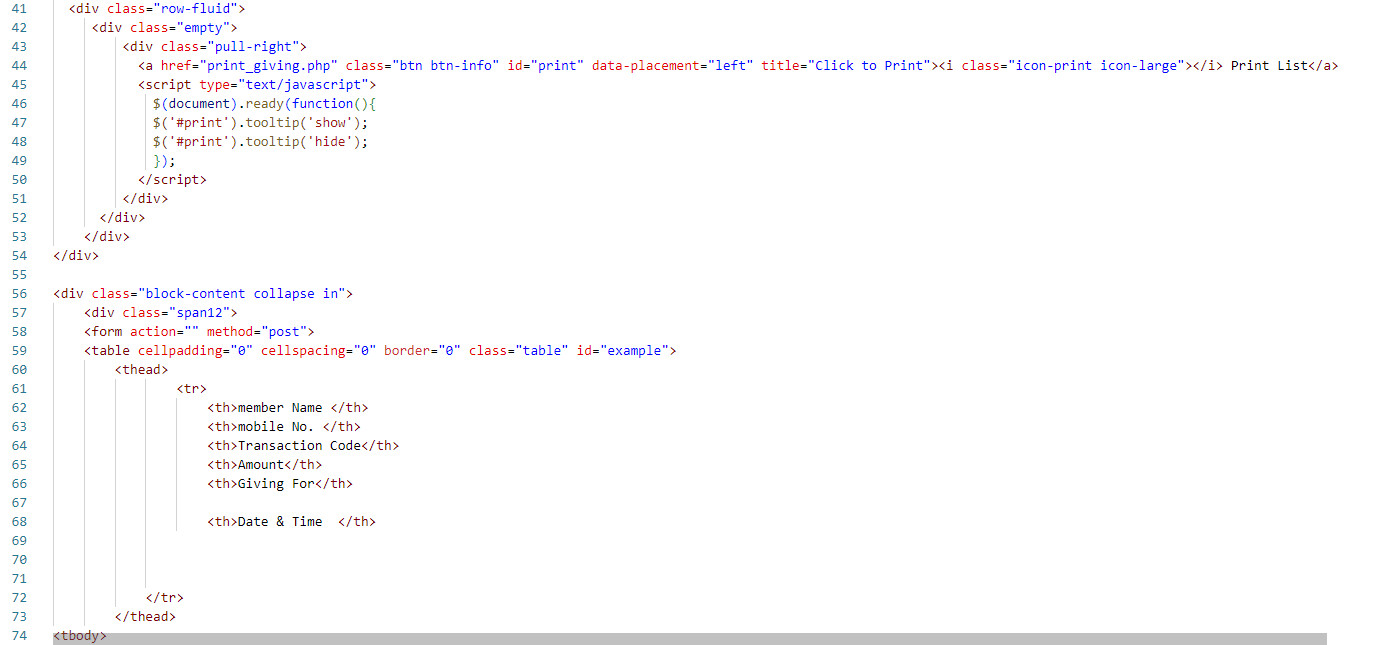 41 <div class="row-fluid">
42 <div class="empty">
43 <div class="pull-right">
44 <a href="print_giving.php" class="btn btn-info" id="print" data-placement="left" title="Click to Print"><i class="icon-print icon-large"></i> Print List</a>
45 <script type="text/javascript">
46 $(document).ready(function(){
47 $('#print').tooltip('show');
48 $('#print').tooltip('hide');
49 });
50 </script>
51 </div>
52 </div>
53 </div>
54 </div>
55
56 <div class="block-content collapse in">
57 <div class="span12">
58 <form action="" method="post">
59 <table cellpadding="0" cellspacing="0" border="0" class="table" id="example">
60 <thead>
61 <tr>
62 <th>member Name </th>
63 <th>mobile No. </th>
64 <th>Transaction Code</th>
65 <th>Amount</th>
66 <th>Giving For</th>
67
68 <th>Date & Time  </th>
69
70
71
72 </tr>
73 </thead>
74 <tbody>